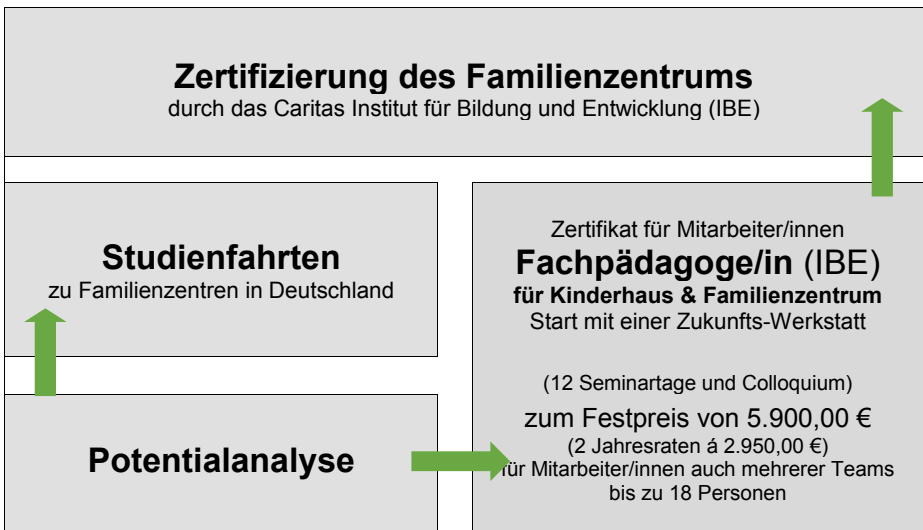 Zertifizierung des Familienzentrums
durch das Caritas Institut für Bildung und Entwicklung (IBE)
Studienfahrten
zu Familienzentren in Deutschland
Potentialanalyse
Zertifikat für Mitarbeiter/innen
Fachpädagoge/in (IBE)
für Kinderhaus & Familienzentrum
Start mit einer Zukunfts-Werkstatt
(12 Seminartage und Colloquium)
zum Festpreis von 5.900,00 €
(2 Jahresraten á 2.950,00 €)
für Mitarbeiter/innen auch mehrerer Teams
bis zu 18 Personen